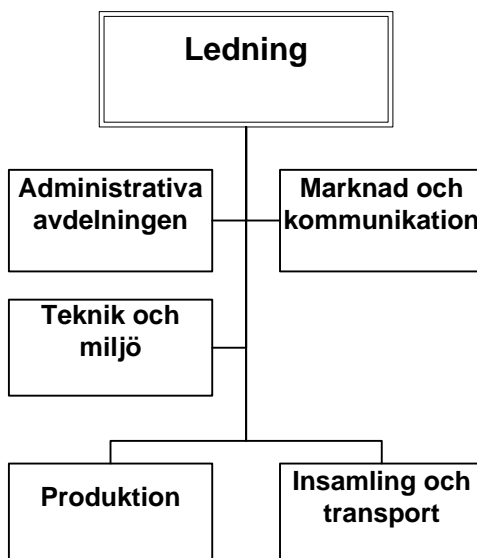 Ledning
Administrativa
avdelningen
Marknad och
kommunikation
Teknik och
miljö
Produktion
Insamling och
transport